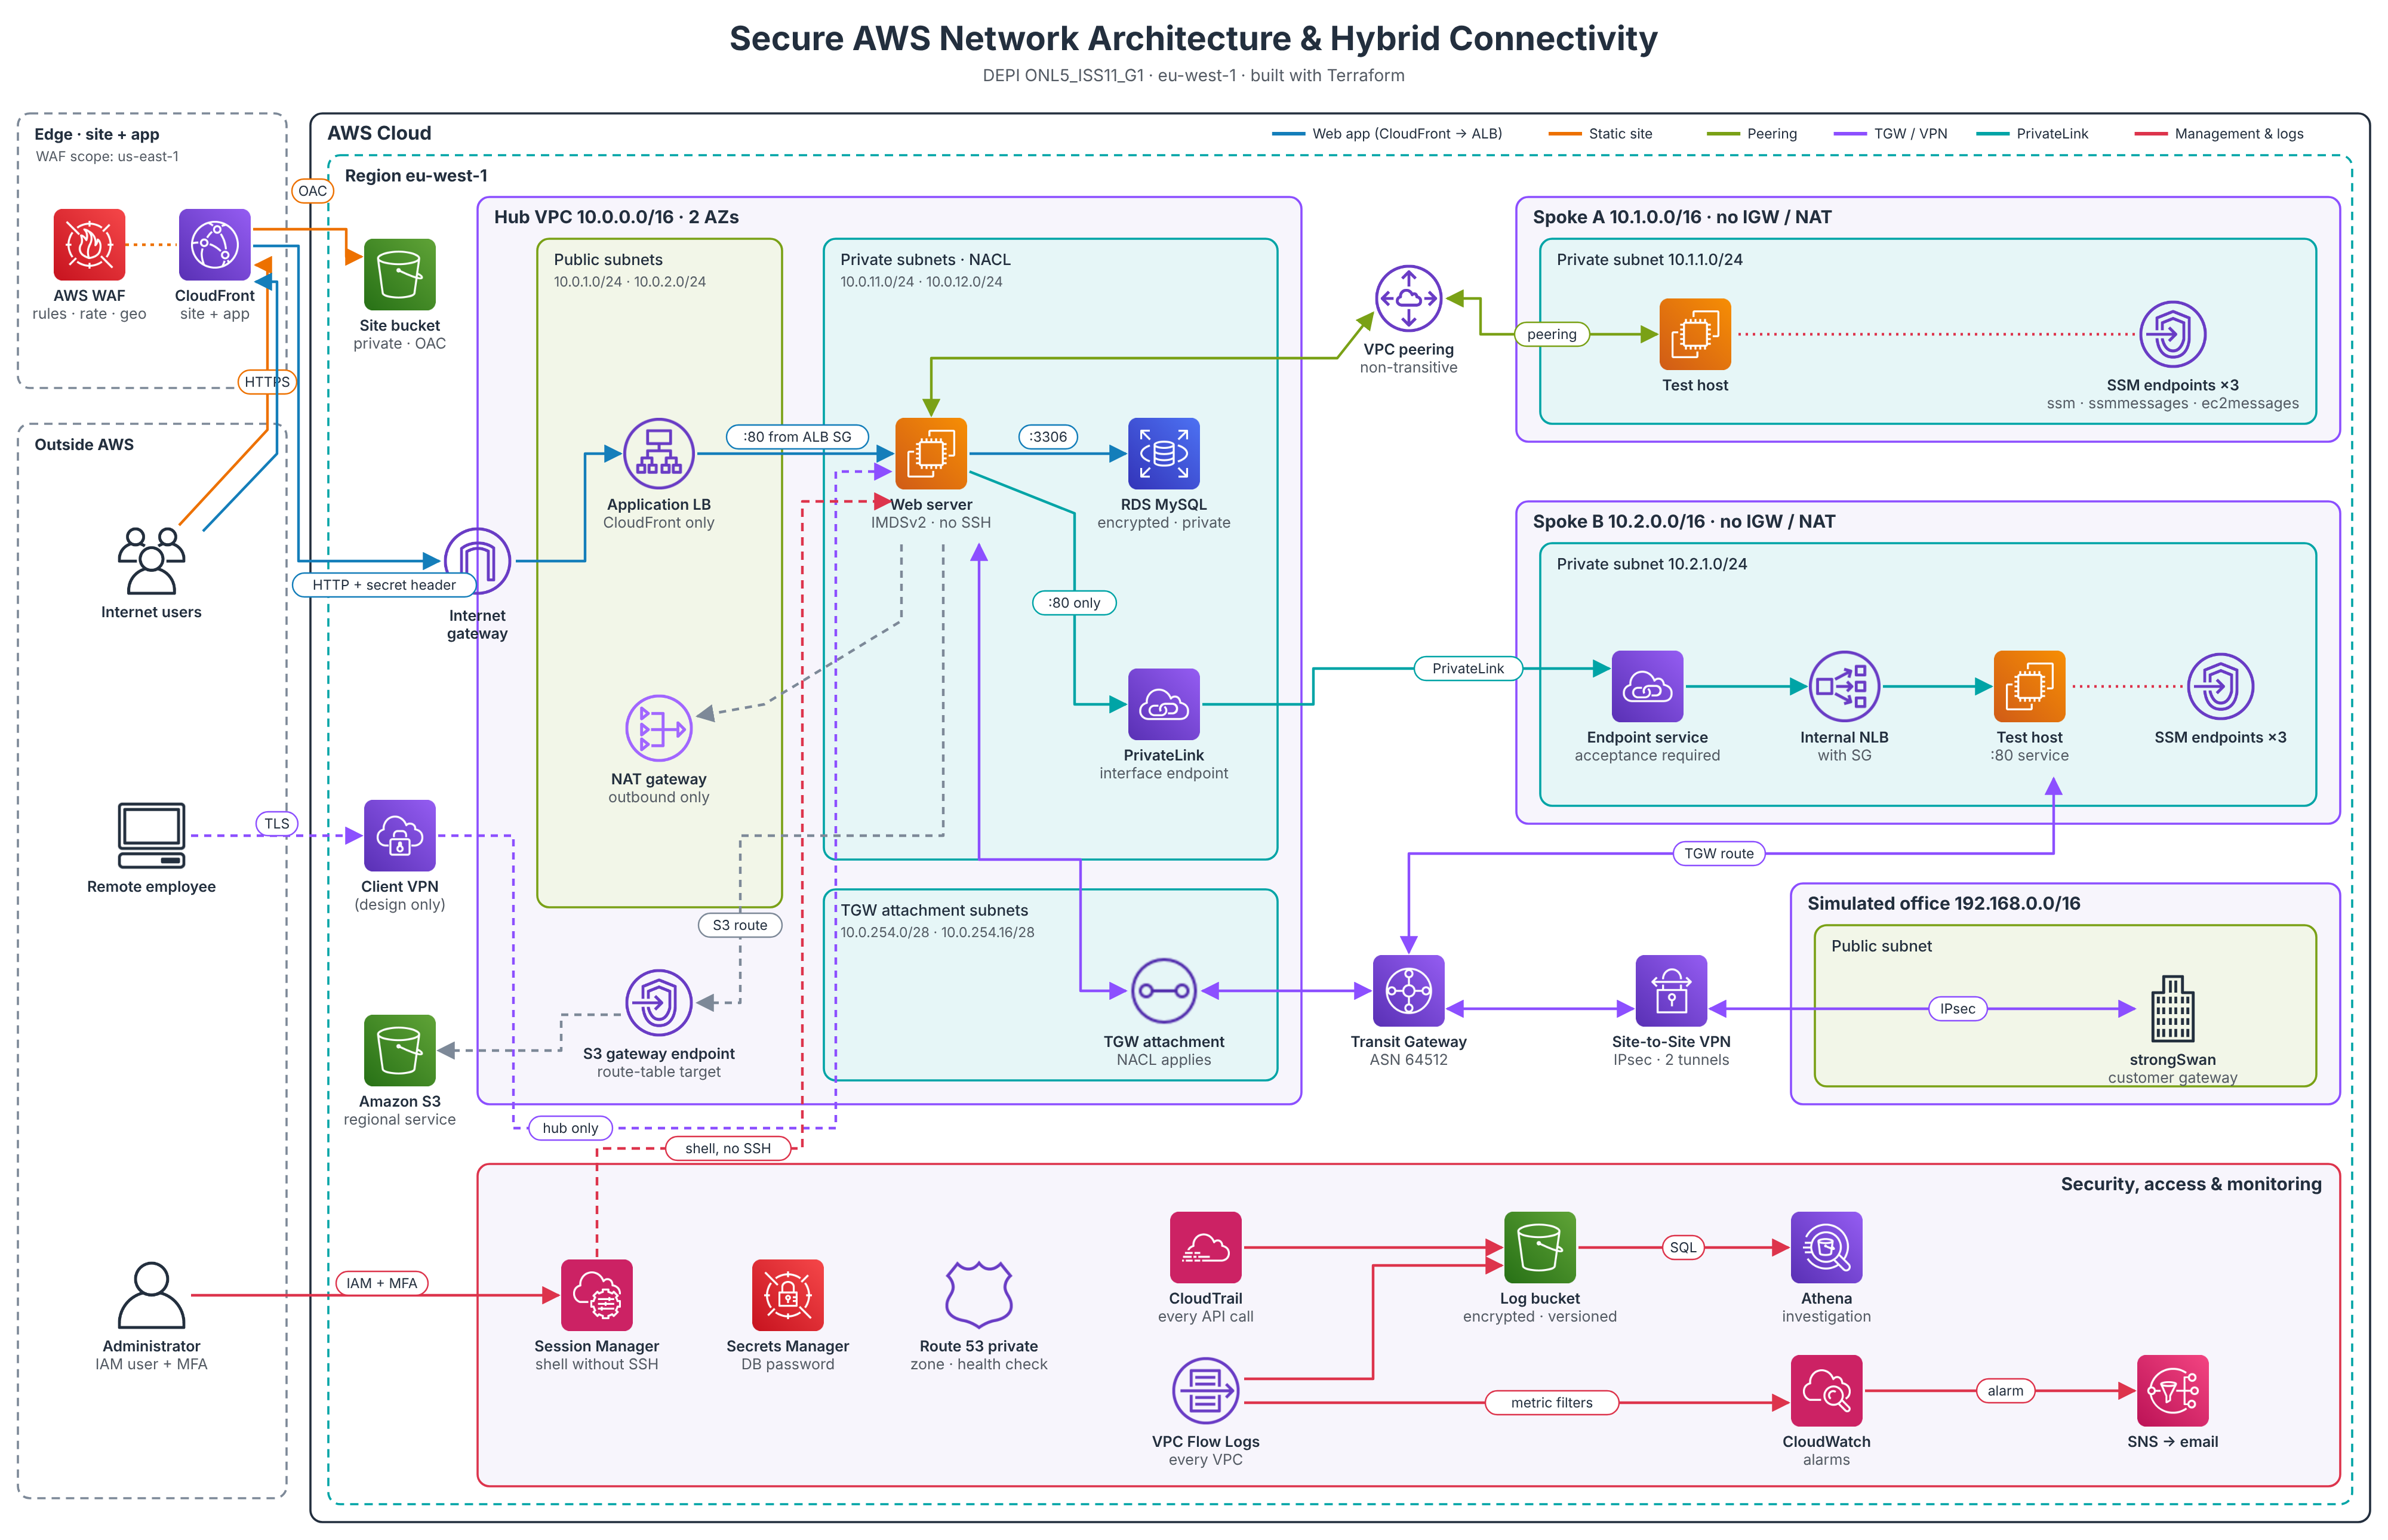 Secure AWS Network Architecture & Hybrid Connectivity
DEPI ONL5_ISS11_G1 · eu-west-1 · built with Terraform
Edge · site + app
WAF scope: us-east-1
AWS WAF
rules · rate · geo
CloudFront
site + app
HTTPS
OAC
Outside AWS
Internet users
Remote employee
Administrator
IAM user + MFA
TLS
IAM + MFA
AWS Cloud
Web app (CloudFront → ALB)
Static site
Peering
TGW / VPN
PrivateLink
Management & logs
Region eu-west-1
Site bucket
private · OAC
HTTP + secret header
Internet
gateway
Client VPN
(design only)
Amazon S3
regional service
Hub VPC 10.0.0.0/16 · 2 AZs
Public subnets
10.0.1.0/24 · 10.0.2.0/24
Application LB
CloudFront only
NAT gateway
outbound only
S3 route
S3 gateway endpoint
route-table target
hub only
shell, no SSH
Private subnets · NACL
10.0.11.0/24 · 10.0.12.0/24
:80 from ALB SG
Web server
IMDSv2 · no SSH
:3306
RDS MySQL
encrypted · private
:80 only
PrivateLink
interface endpoint
TGW attachment subnets
10.0.254.0/28 · 10.0.254.16/28
TGW attachment
NACL applies
VPC peering
non-transitive
peering
Spoke A 10.1.0.0/16 · no IGW / NAT
Private subnet 10.1.1.0/24
Test host
SSM endpoints ×3
ssm · ssmmessages · ec2messages
Spoke B 10.2.0.0/16 · no IGW / NAT
Private subnet 10.2.1.0/24
PrivateLink
Endpoint service
acceptance required
Internal NLB
with SG
Test host
:80 service
SSM endpoints ×3
TGW route
Transit Gateway
ASN 64512
Site-to-Site VPN
IPsec · 2 tunnels
Simulated office 192.168.0.0/16
Public subnet
IPsec
strongSwan
customer gateway
Security, access & monitoring
Session Manager
shell without SSH
Secrets Manager
DB password
Route 53 private
zone · health check
CloudTrail
every API call
Log bucket
encrypted · versioned
SQL
Athena
investigation
VPC Flow Logs
every VPC
metric filters
CloudWatch
alarms
alarm
SNS → email